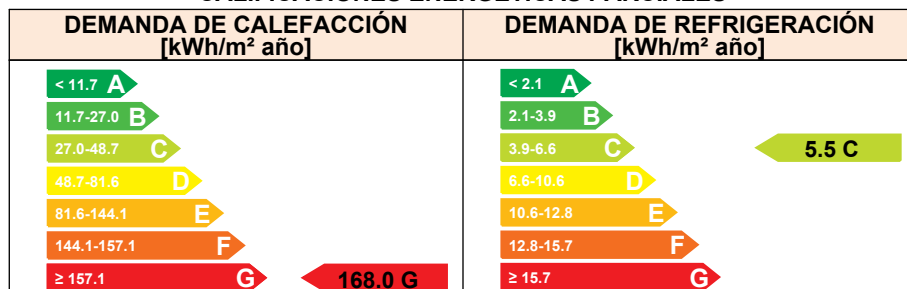 DEMANDA DE CALEFACCIÓN
[kWh/m² año]
< 11.7 A
11.7-27.0 B
27.0-48.7 C
48.7-81.6 D
81.6-144.1 E
144.1-157.1 F
≥ 157.1 G
168.0 G
DEMANDA DE REFRIGERACIÓN
[kWh/m² año]
< 2.1 A
2.1-3.9 B
3.9-6.6 C
5.5 C
6.6-10.6 D
10.6-12.8 E
12.8-15.7 F
≥ 15.7 G